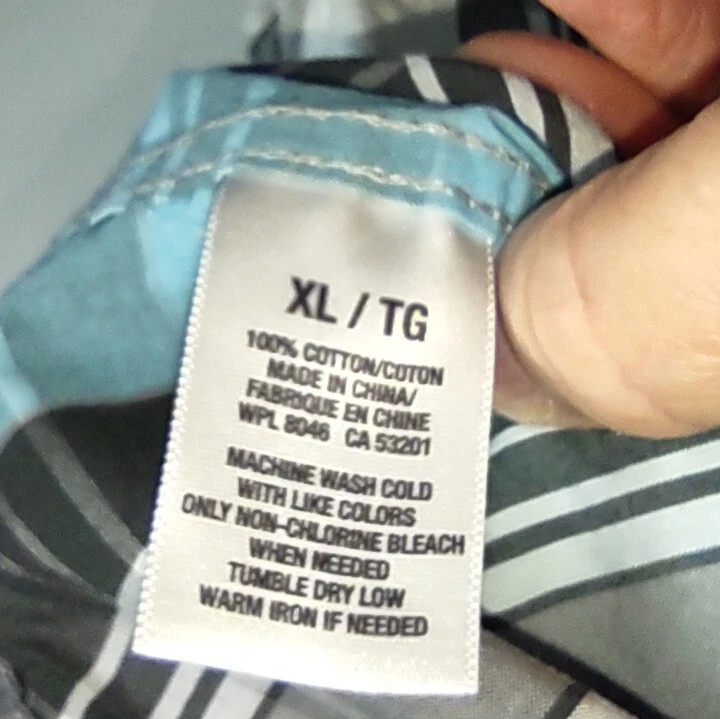 XL / TG
100% COTTON/COTON
MADE IN CHINA/
FABRIQUE EN CHINE
WPL 8046 CA 53201
MACHINE WASH COLD
WITH LIKE COLORS
ONLY NON-CHLORINE BLEACH
WHEN NEEDED
TUMBLE DRY LOW
WARM IRON IF NEEDED